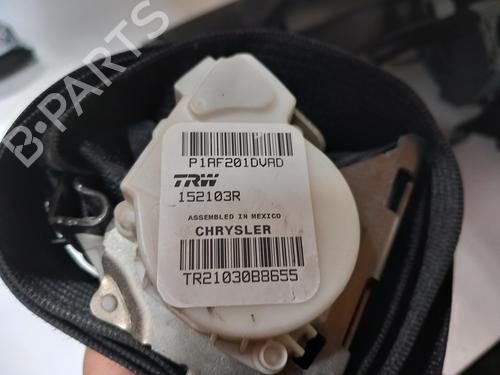 B-PARTS
P1AF201DVAD
TRW
152103R
ASSEMBLED IN MEXICO
CHRYSLER
TR21030B8655